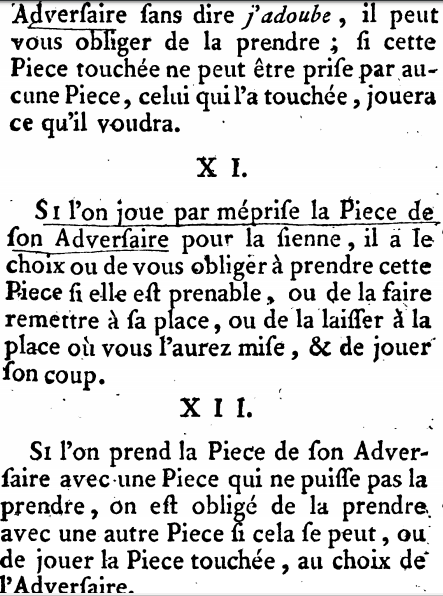 Adverſaire ſans dire j'adoube, il peut
vous obliger de la prendre; ſi cette
Piece touchée ne peut être priſe par au-
cune Piece, celui qui l'a touchée, jouera
ce qu'il voudra.
XI.
SI l'on joue par mépriſe la Piece de
ſon Adverſaire pour la ſienne, il a le
choix ou de vous obliger à prendre cette
Piece ſi elle eſt prenable, ou de la faire
remettre à ſa place, ou de la laiſſer à la
place où vous l'aurez miſe, & de jouer
ſon coup.
XII.
SI l'on prend la Piece de ſon Adver-
ſaire avec une Piece qui ne puiſſe pas la
prendre, on eſt obligé de la prendre
avec une autre Piece ſi cela ſe peut, ou
de jouer la Piece touchée, au choix de
l'Adverſaire.